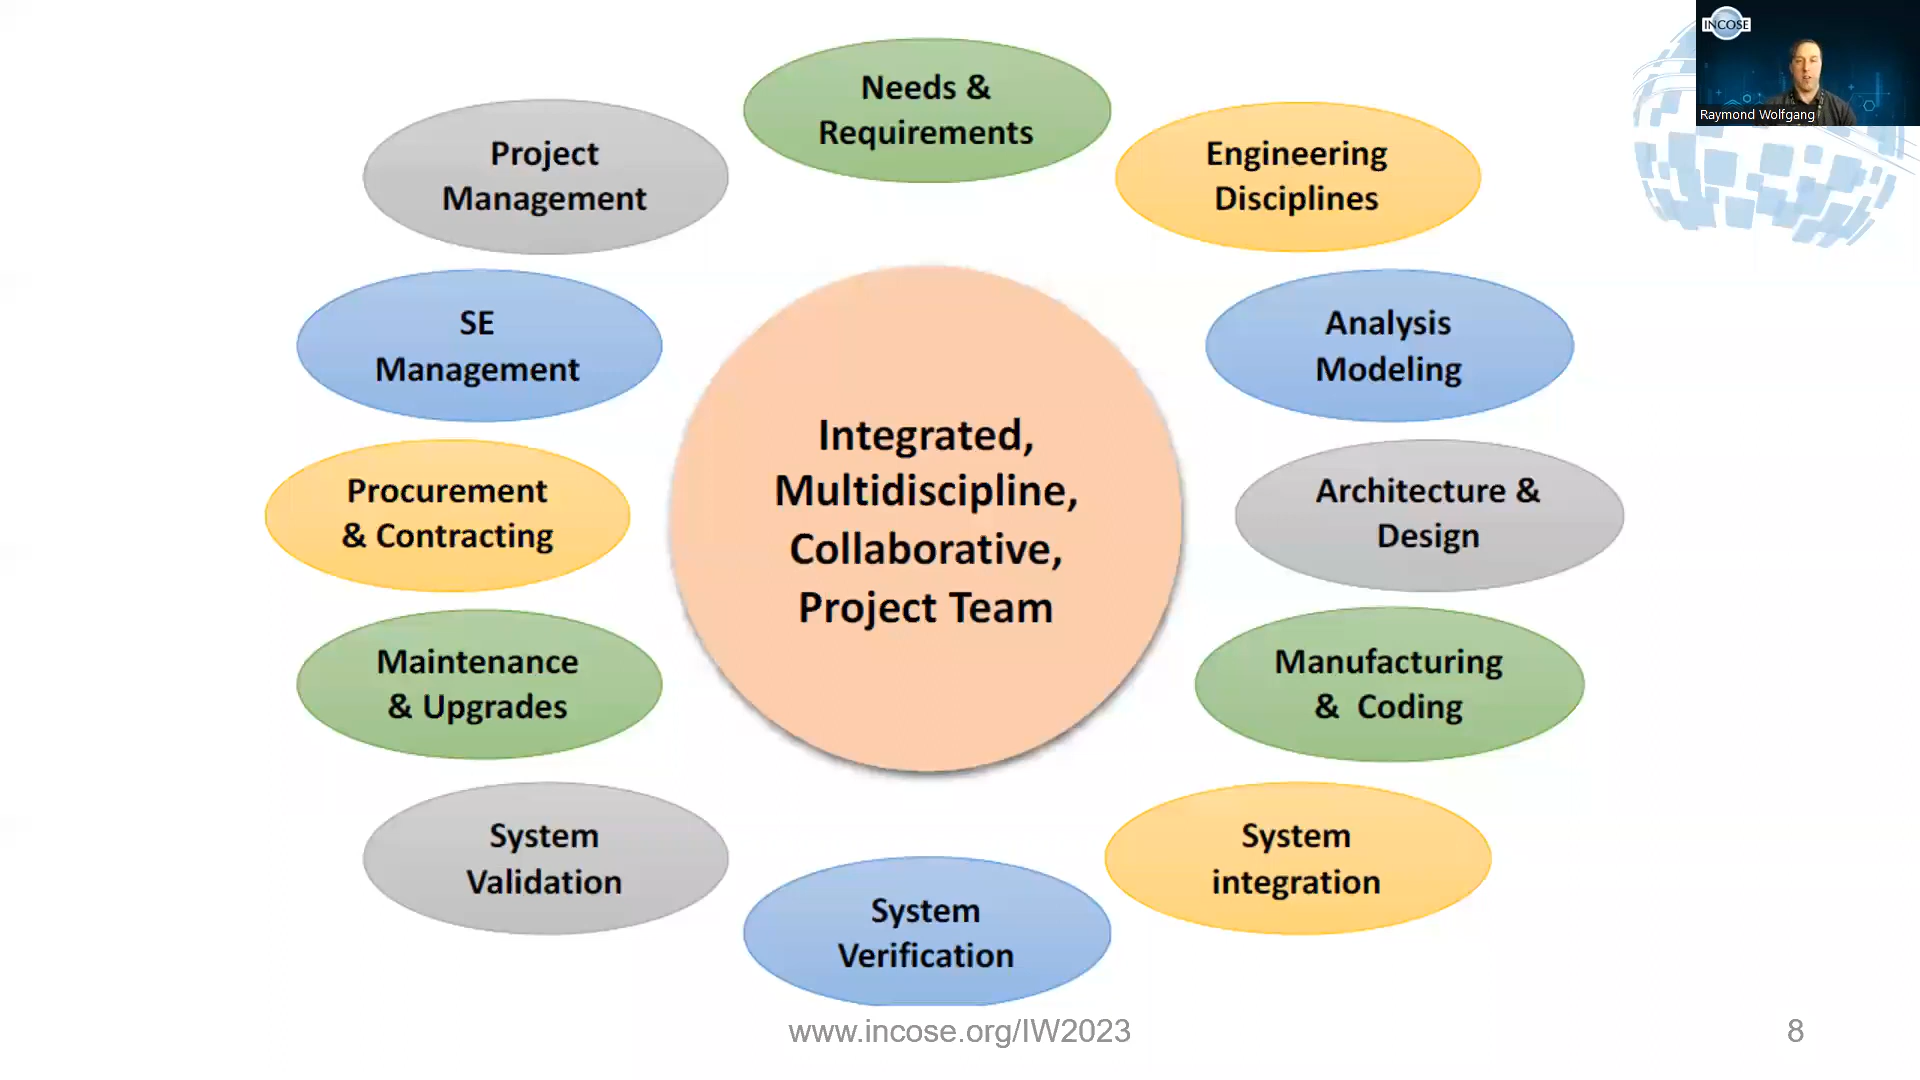 INCOSE
Raymond Wolfgang
Needs &
Requirements
Project
Management
Engineering
Disciplines
SE
Management
Analysis
Modeling
Integrated,
Multidiscipline,
Collaborative,
Project Team
Procurement
& Contracting
Architecture &
Design
Maintenance
& Upgrades
Manufacturing
&  Coding
System
Validation
System
integration
System
Verification
www.incose.org/IW2023
8